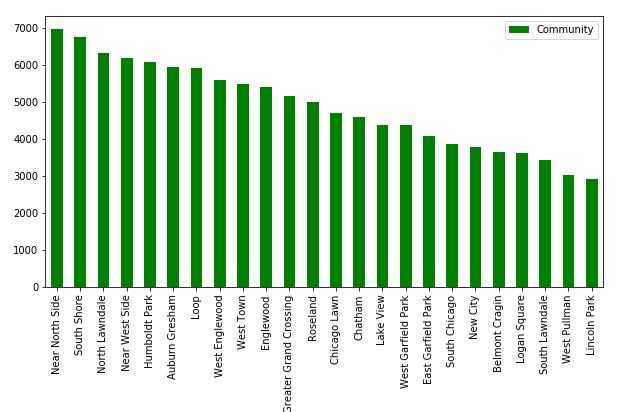 7000
6000
5000
4000
3000
2000
1000
0
Community
Near North Side
South Shore
North Lawndale
Near West Side
Humboldt Park
Auburn Gresham
Loop
West Englewood
West Town
Englewood
Greater Grand Crossing
Roseland
Chicago Lawn
Chatham
Lake View
West Garfield Park
East Garfield Park
South Chicago
New City
Belmont Cragin
Logan Square
South Lawndale
West Pullman
Lincoln Park